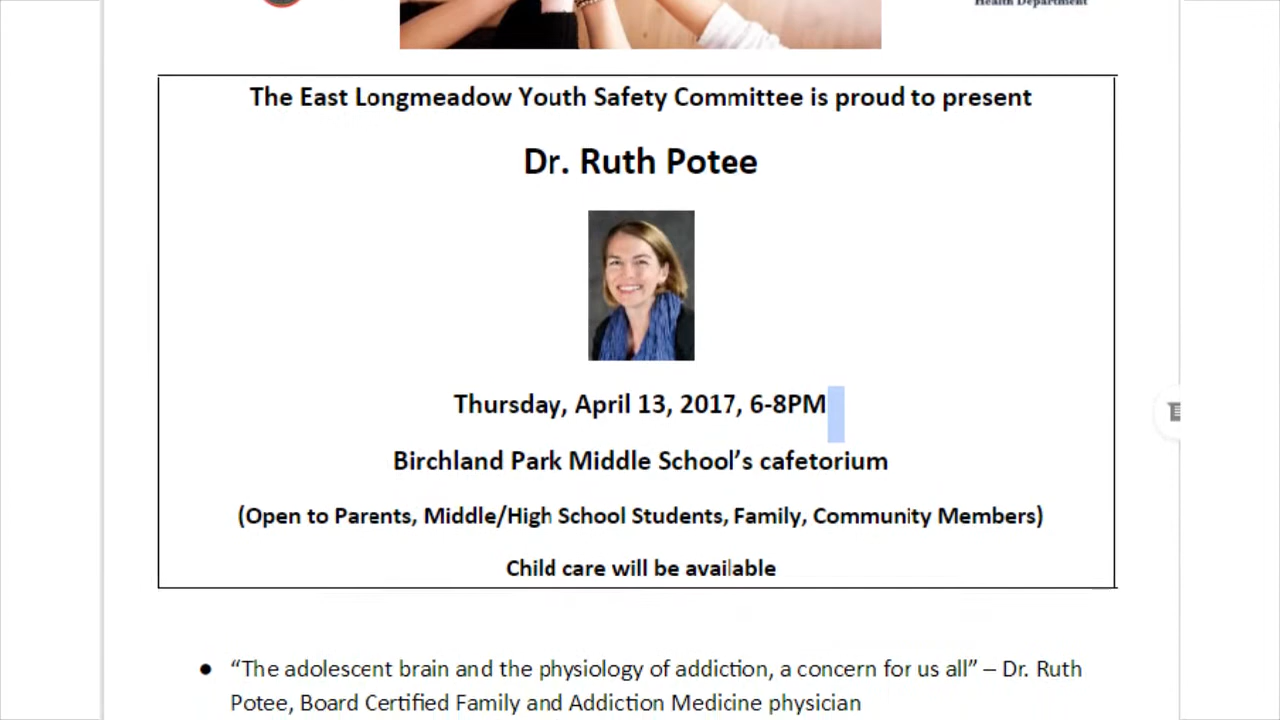 Health Department
The East Longmeadow Youth Safety Committee is proud to present
Dr. Ruth Potee
Thursday, April 13, 2017, 6-8PM
Birchland Park Middle School’s cafetorium
(Open to Parents, Middle/High School Students, Family, Community Members)
Child care will be available
● “The adolescent brain and the physiology of addiction, a concern for us all” – Dr. Ruth
Potee, Board Certified Family and Addiction Medicine physician